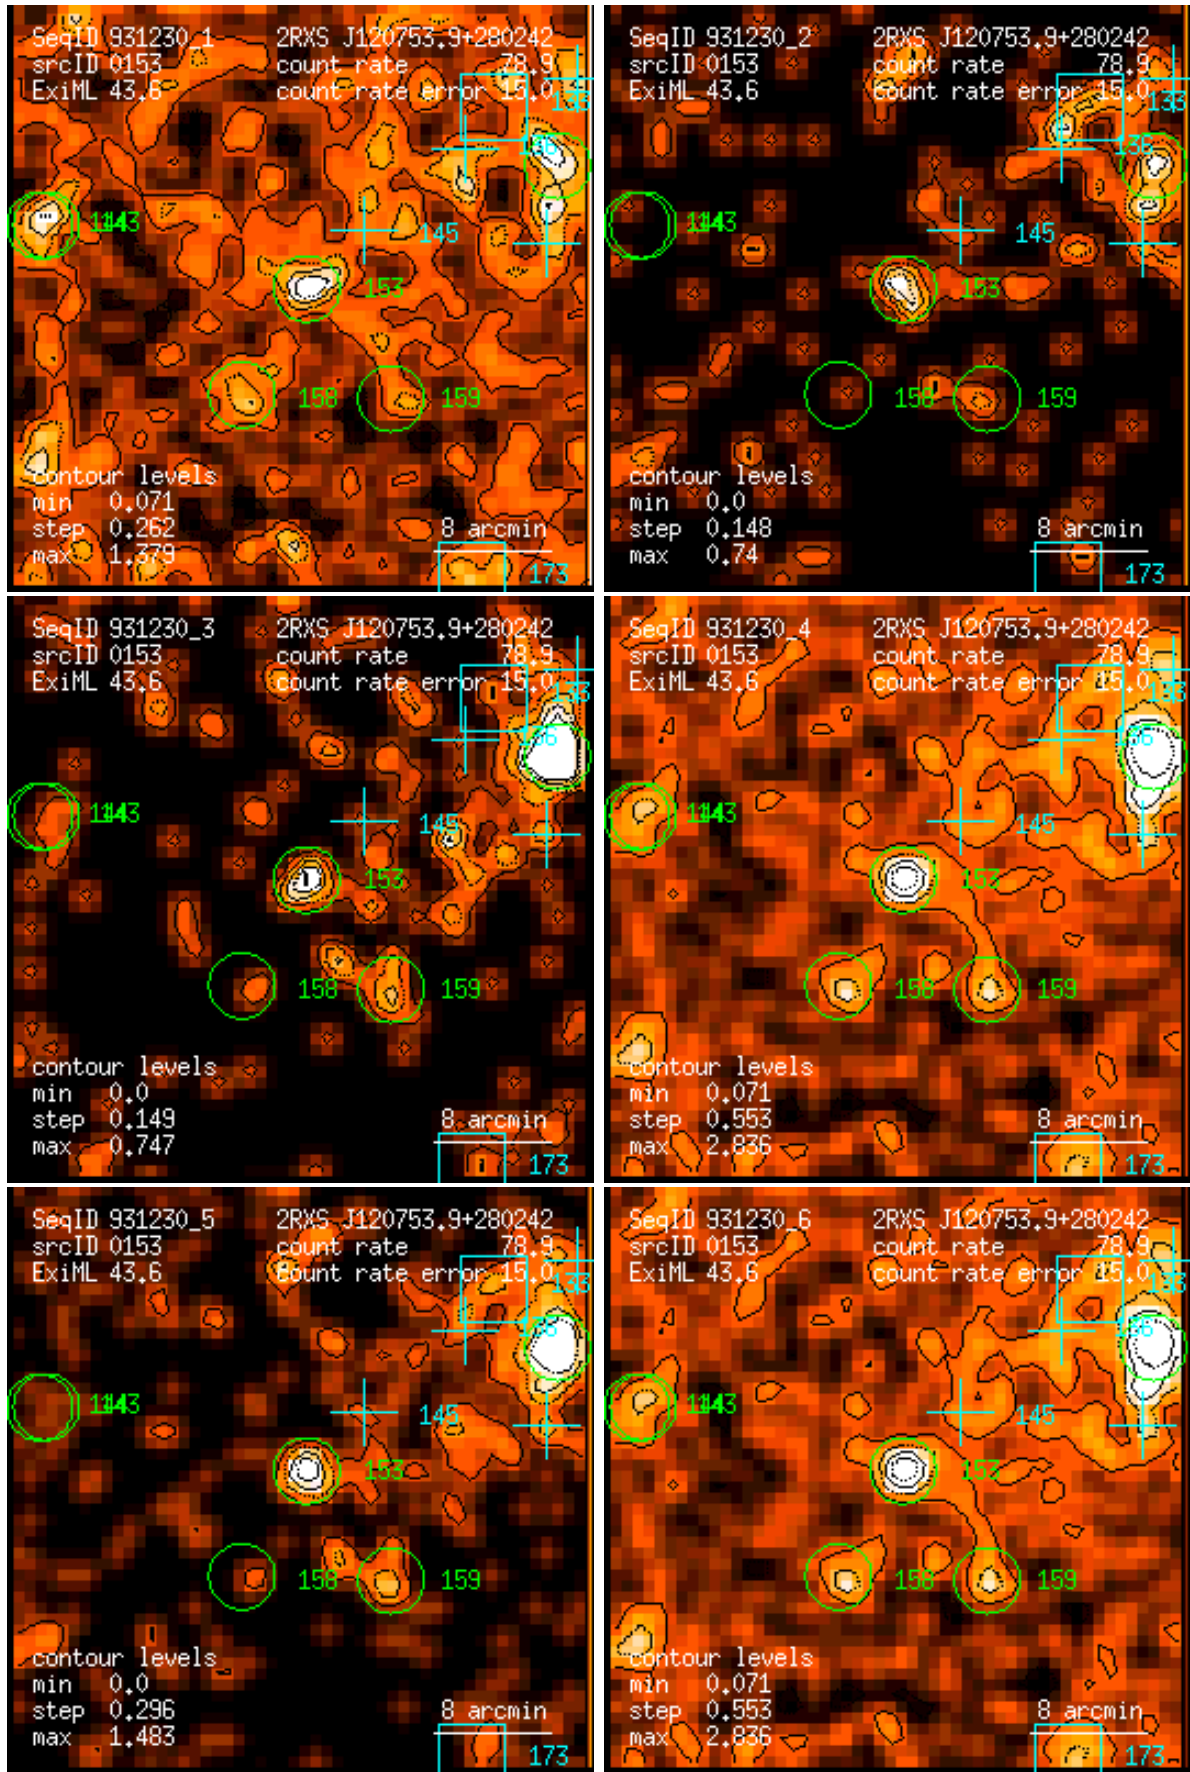 SeqID 931230_1 2RXS J120753.9+280242
srcID 0153 count rate 78.9
ExiML 43.6 count rate error 15.0
133
136
143
145
153
158 159
contour levels
min 0.071
step 0.262 8 arcmin
max 1.379
173
SeqID 931230_2 2RXS J120753.9+280242
srcID 0153 count rate 78.9
ExiML 43.6 count rate error 15.0
133
136
143
145
153
158 159
contour levels
min 0.0
step 0.148 8 arcmin
max 0.74
173
SeqID 931230_3 2RXS J120753.9+280242
srcID 0153 count rate 78.9
ExiML 43.6 count rate error 15.0
133
136
143
145
153
158 159
contour levels
min 0.0
step 0.149 8 arcmin
max 0.747
173
SeqID 931230_4 2RXS J120753.9+280242
srcID 0153 count rate 78.9
ExiML 43.6 count rate error 15.0
133
136
143
145
153
158 159
contour levels
min 0.071
step 0.553 8 arcmin
max 2.836
173
SeqID 931230_5 2RXS J120753.9+280242
srcID 0153 count rate 78.9
ExiML 43.6 count rate error 15.0
133
136
143
145
153
158 159
contour levels
min 0.0
step 0.296 8 arcmin
max 1.483
173
SeqID 931230_6 2RXS J120753.9+280242
srcID 0153 count rate 78.9
ExiML 43.6 count rate error 15.0
133
136
143
145
153
158 159
contour levels
min 0.071
step 0.553 8 arcmin
max 2.836
173